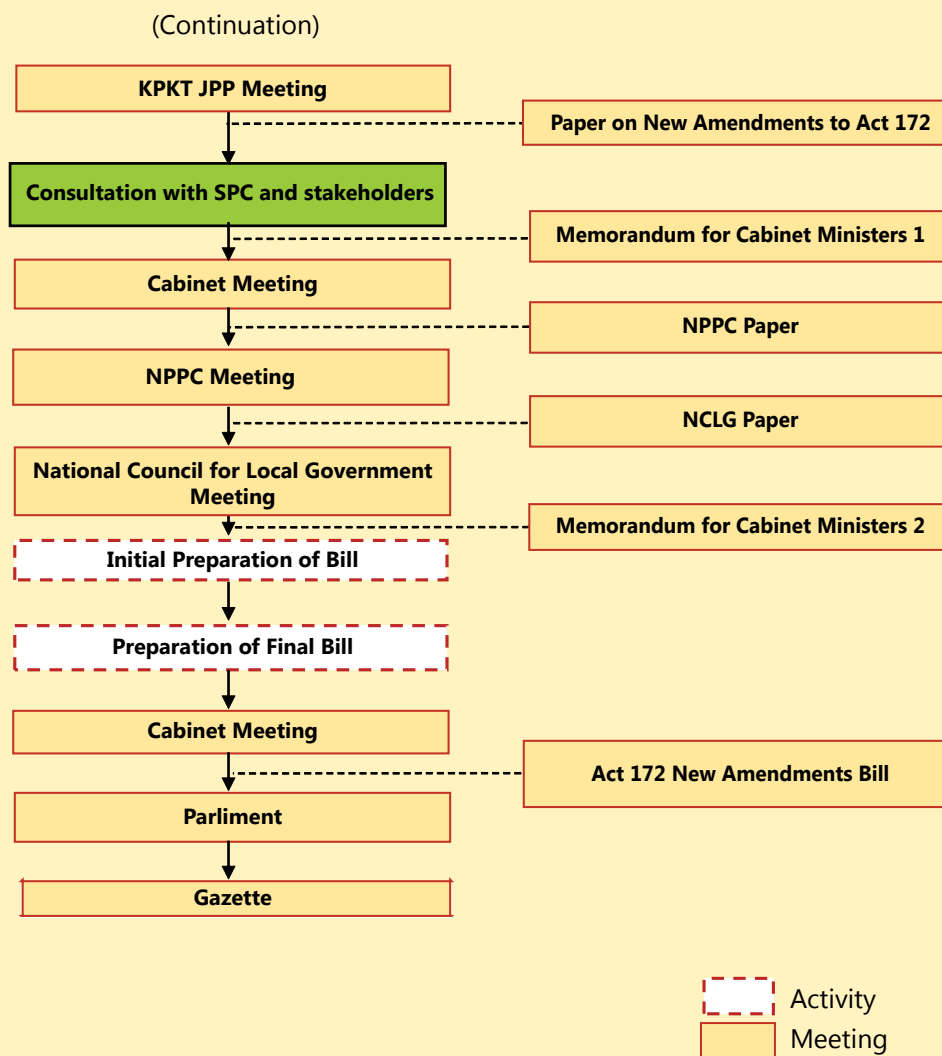 (Continuation)
KPKT JPP Meeting
Paper on New Amendments to Act 172
Consultation with SPC and stakeholders
Memorandum for Cabinet Ministers 1
Cabinet Meeting
NPPC Paper
NPPC Meeting
NCLG Paper
National Council for Local Government
Meeting
Memorandum for Cabinet Ministers 2
Initial Preparation of Bill
Preparation of Final Bill
Cabinet Meeting
Act 172 New Amendments Bill
Parliment
Gazette
Activity
Meeting